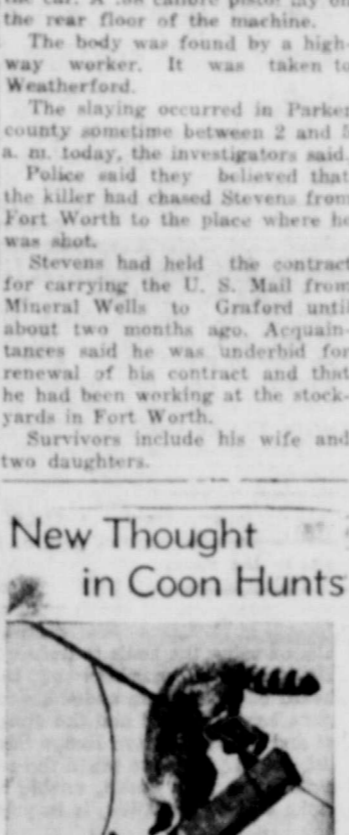 the rear floor of the machine.
The body was found by a high-
way worker. It was taken to
Weatherford.
The slaying occurred in Parker
county sometime between 2 and 5
a. m. today, the investigators said.
Police said they believed that
the killer had chased Stevens from
Fort Worth to the place where he
was shot.
Stevens had held the contract
for carrying the U. S. Mail from
Mineral Wells to Graford until
about two months ago. Acquain-
tances said he was underbid for
renewal of his contract and that
he had been working at the stock-
yards in Fort Worth.
Survivors include his wife and
two daughters.
New Thought
in Coon Hunts